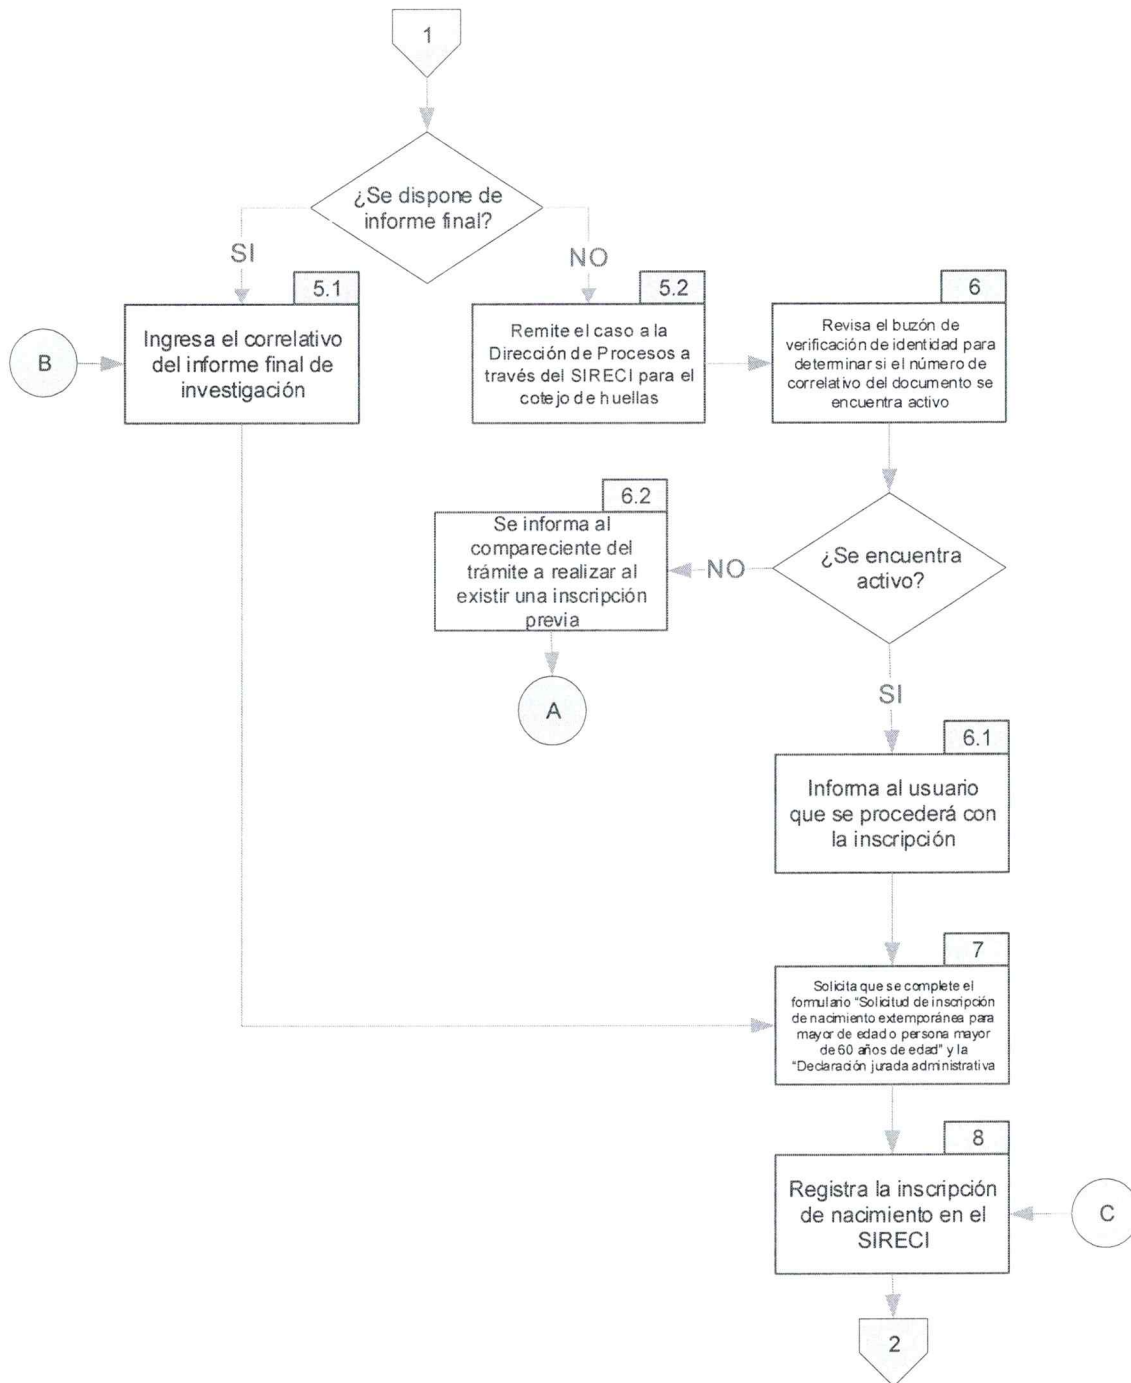 1
¿Se dispone de
informe final?
SI
NO
5.1
Ingresa el correlativo
del informe final de
investigación
B
5.2
Remite el caso a la
Dirección de Procesos a
través del SIRECI para el
cotejo de huellas
6
Revisa el buzón de
verificación de identidad para
determinar si el número de
correlativo del documento se
encuentra activo
6.2
Se informa al
compareciente del
trámite a realizar al
existir una inscripción
previa
NO
¿Se encuentra
activo?
A
SI
6.1
Informa al usuario
que se procederá con
la inscripción
7
Solicita que se complete el
formulario “Solicitud de inscripción
de nacimiento extemporánea para
mayor de edad o persona mayor
de 60 años de edad” y la
“Declaración jurada administrativa
8
Registra la inscripción
de nacimiento en el
SIRECI
C
2